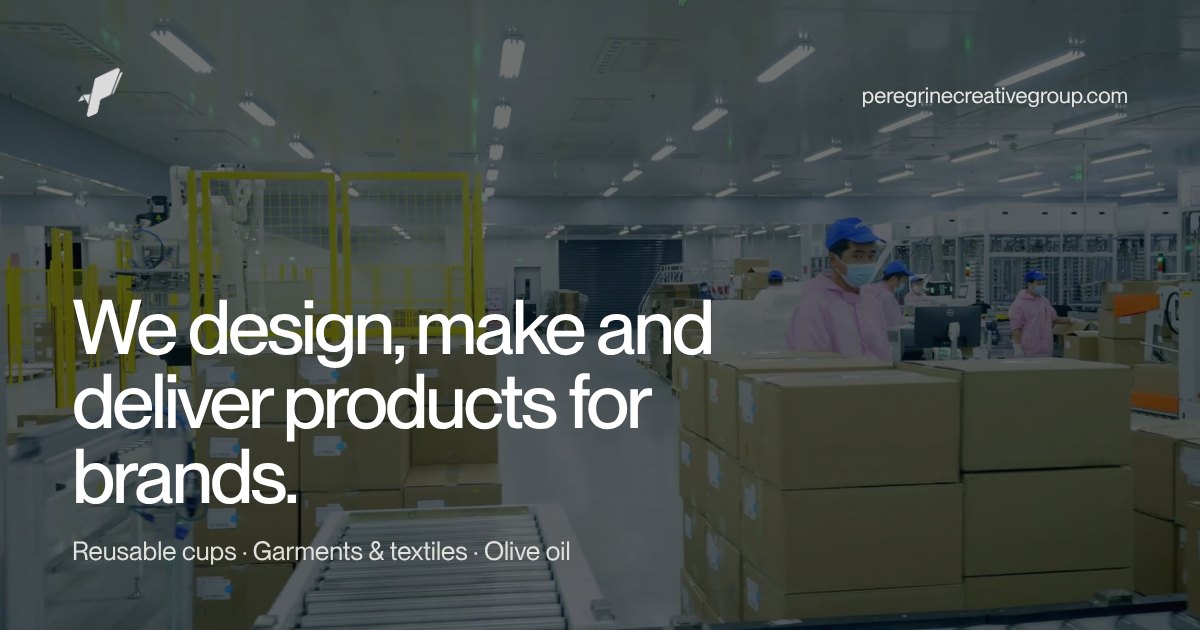 peregrinecreativegroup.com
We design, make and
deliver products for
brands.
Reusable cups · Garments & textiles · Olive oil